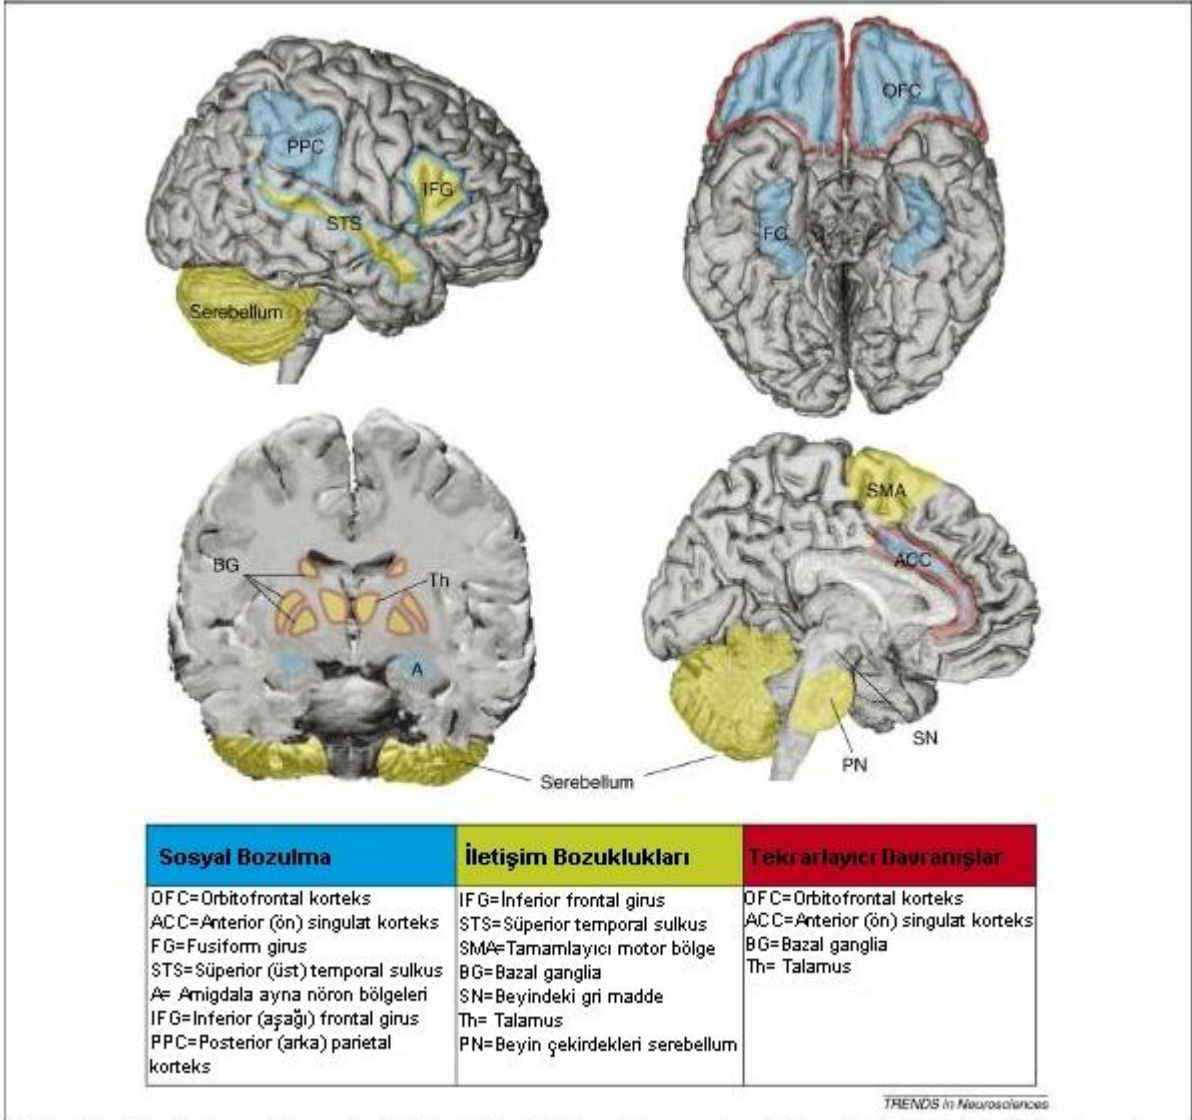 PPC
IFG
STS
Serebellum
OFC
FG
BG
Th
A
SMA
ACC
SN
PN
Serebellum
Sosyal Bozulma
OFC=Orbitofrontal korteks
ACC=Anterior (ön) singulat korteks
FG=Fusiform girus
STS=Süperior (üst) temporal sulkus
A= Amigdala ayna nöron bölgeleri
IFG=Inferior (aşağı) frontal girus
PPC=Posterior (arka) parietal
korteks
İletişim Bozuklukları
IFG=İnferior frontal girus
STS=Süperior temporal sulkus
SMA=Tamamlayıcı motor bölge
BG=Bazal ganglia
SN=Beyindeki gri madde
Th= Talamus
PN=Beyin çekirdekleri serebellum
Tekrarlayıcı Davranışlar
OFC=Orbitofrontal korteks
ACC=Anterior (ön) singulat korteks
BG=Bazal ganglia
Th= Talamus
TRENDS in Neurosciences